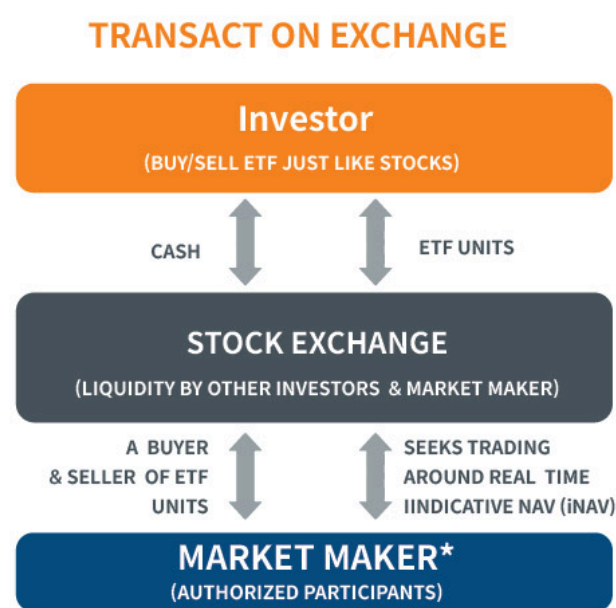 TRANSACT ON EXCHANGE
Investor
(BUY/SELL ETF JUST LIKE STOCKS)
CASH
ETF UNITS
STOCK EXCHANGE
(LIQUIDITY BY OTHER INVESTORS & MARKET MAKER)
A BUYER
& SELLER OF ETF
UNITS
SEEKS TRADING
AROUND REAL TIME
IINDICATIVE NAV (iNAV)
MARKET MAKER*
(AUTHORIZED PARTICIPANTS)